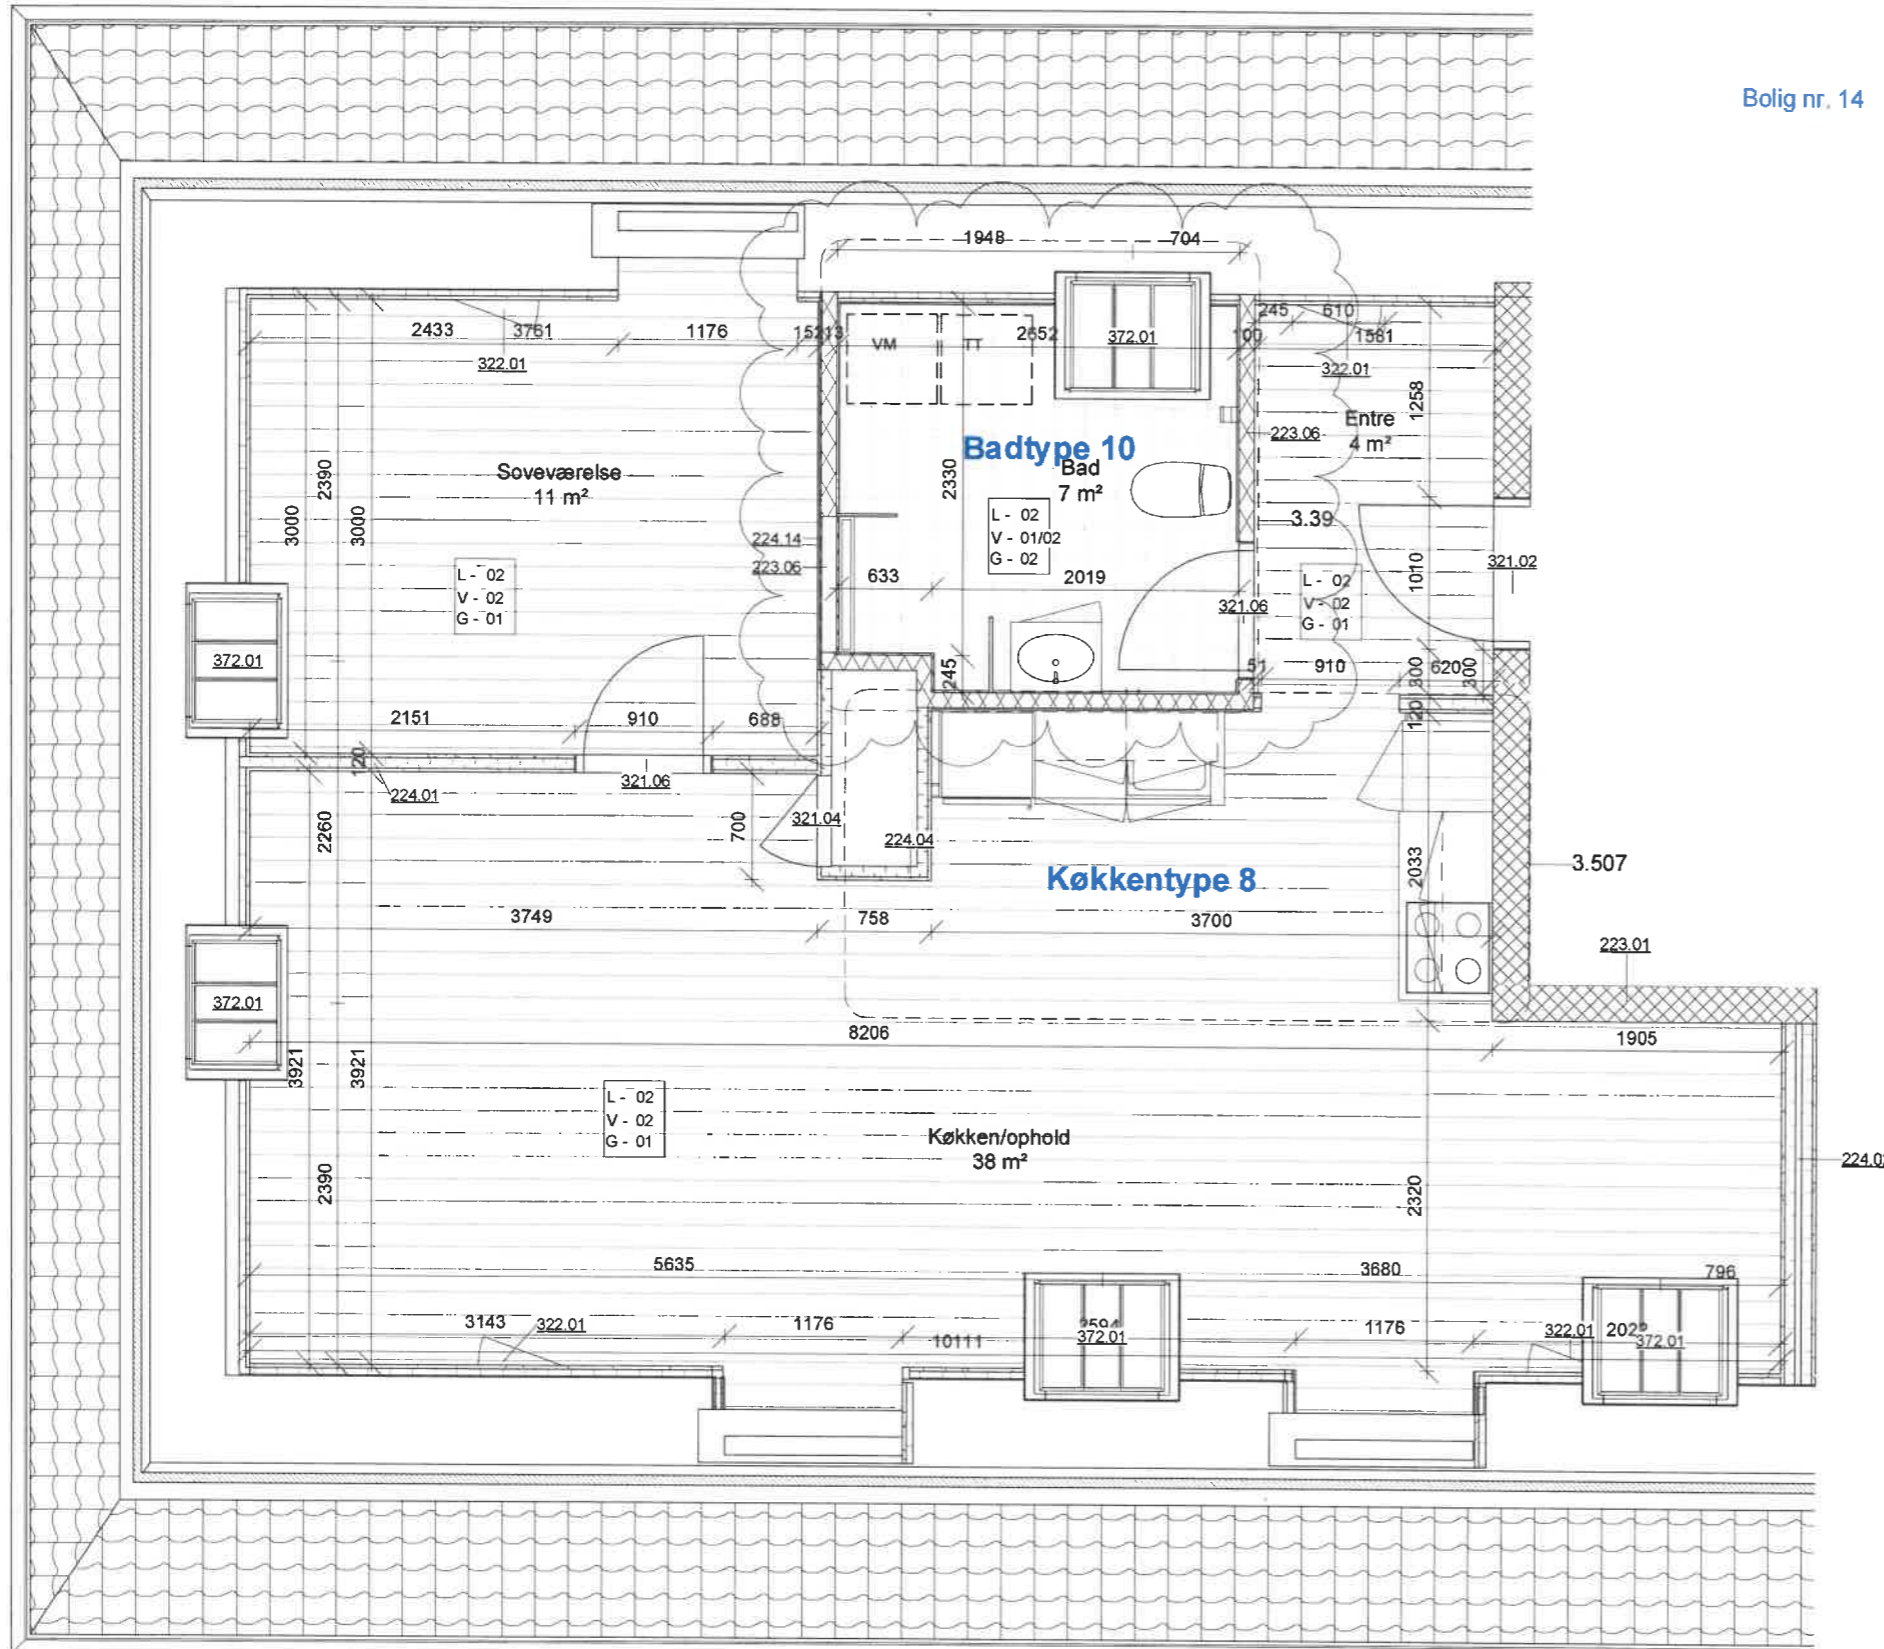 Bolig nr. 14
1948 704
2433 3761 1176 15213 2652 372.01 100 245 610 1581
322.01 VM TT 322.01
1258
Entre
4 m²
223.06
Badtype 10
Bad
7 m²
Soveværelse
11 m²
2390
3000
3000
2330
L - 02
V - 01/02
G - 02
3.39
224.14
223.06
633
2019
1010
321.02
L - 02
V - 02
G - 01
L - 02
V - 02
G - 01
321.06
372.01
245
51 910 300 620 300
2151 910 688
120
120
321.06
224.01
2260
700
321.04
224.04
2033
3.507
Køkkentype 8
3749 758 3700
223.01
372.01
8206 1905
3921
3921
L - 02
V - 02
G - 01
Køkken/ophold
38 m²
2390
2320
5635 3680 796
3143 322.01 1176 10111 372.01 1176 322.01 372.01